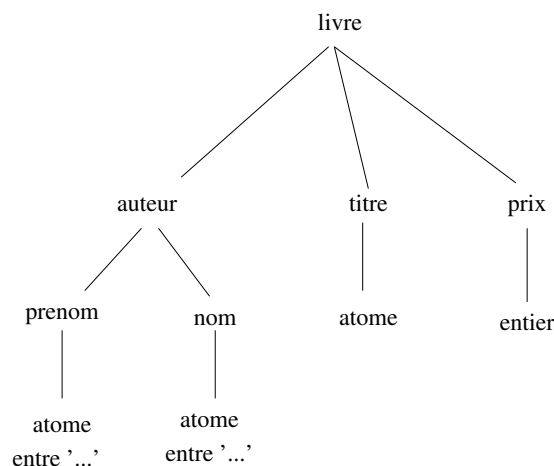 livre
auteur titre prix
prenom nom atome entier
atome atome
entre '...' entre '...'